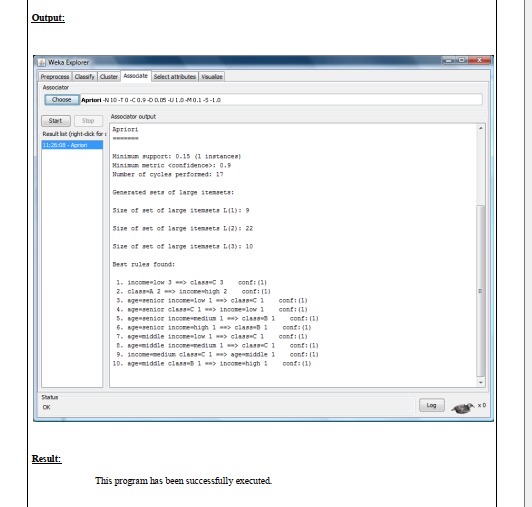 Output:
Weka Explorer
Preprocess Classify Cluster Associate Select attributes Visualize
Associator
Choose Apriori -N 10 -T 0 -C 0.9 -D 0.05 -U 1.0 -M 0.1 -S -1.0
Start Stop
Result list (right-click for c
11:26:08 - Apriori
Associator output
Apriori
=======
Minimum support: 0.15 (1 instances)
Minimum metric <confidence>: 0.9
Number of cycles performed: 17
Generated sets of large itemsets:
Size of set of large itemsets L(1): 9
Size of set of large itemsets L(2): 22
Size of set of large itemsets L(3): 10
Best rules found:
1. income=low 3 ==> class=C 3 conf:(1)
2. class=A 2 ==> income=high 2 conf:(1)
3. age=senior income=low 1 ==> class=C 1 conf:(1)
4. age=senior class=C 1 ==> income=low 1 conf:(1)
5. age=senior income=medium 1 ==> class=B 1 conf:(1)
6. age=senior income=high 1 ==> class=B 1 conf:(1)
7. age=middle income=low 1 ==> class=C 1 conf:(1)
8. age=middle income=medium 1 ==> class=C 1 conf:(1)
9. income=medium class=C 1 ==> age=middle 1 conf:(1)
10. age=middle class=B 1 ==> income=high 1 conf:(1)
Status
OK
Log
x 0
Result:
This program has been successfully executed.